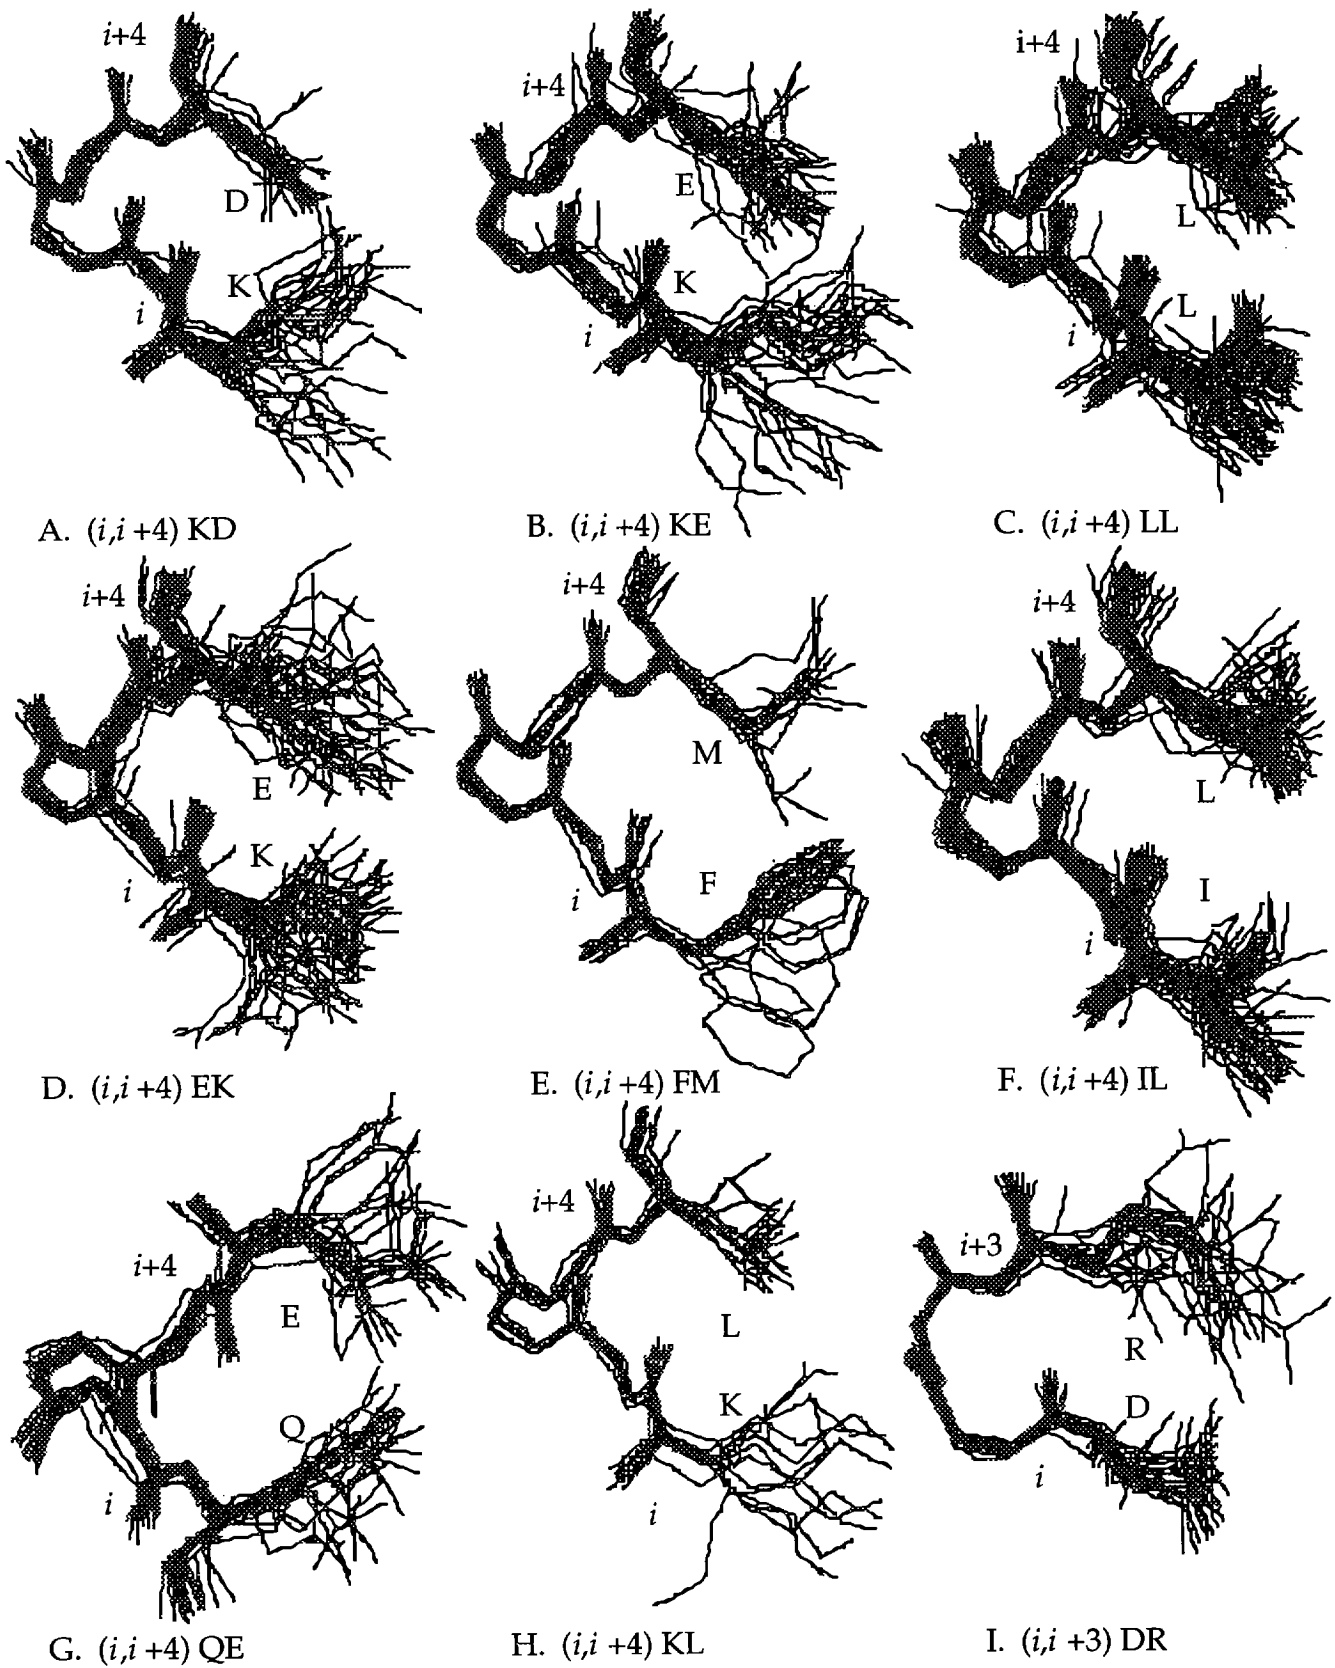 i+4
D
K
i
A. (i,i +4) KD
i+4
E
K
i
B. (i,i +4) KE
i+4
L
L
i
C. (i,i +4) LL
i+4
E
K
i
D. (i,i +4) EK
i+4
M
F
i
E. (i,i +4) FM
i+4
L
I
i
F. (i,i +4) IL
i+4
E
Q
i
G. (i,i +4) QE
i+4
L
K
i
H. (i,i +4) KL
i+3
R
D
i
I. (i,i +3) DR